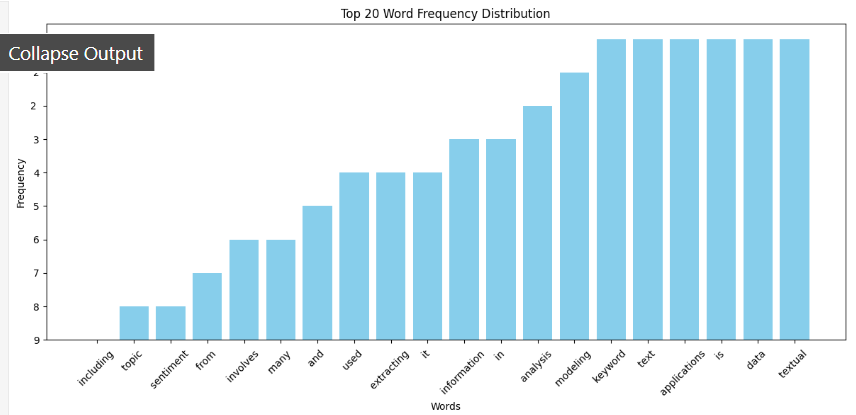 Top 20 Word Frequency Distribution
Collapse Output
2
3
4
5
6
7
8
9
Frequency
including
topic
sentiment
from
involves
many
and
used
extracting
it
information
in
analysis
modeling
keyword
text
applications
is
data
textual
Words